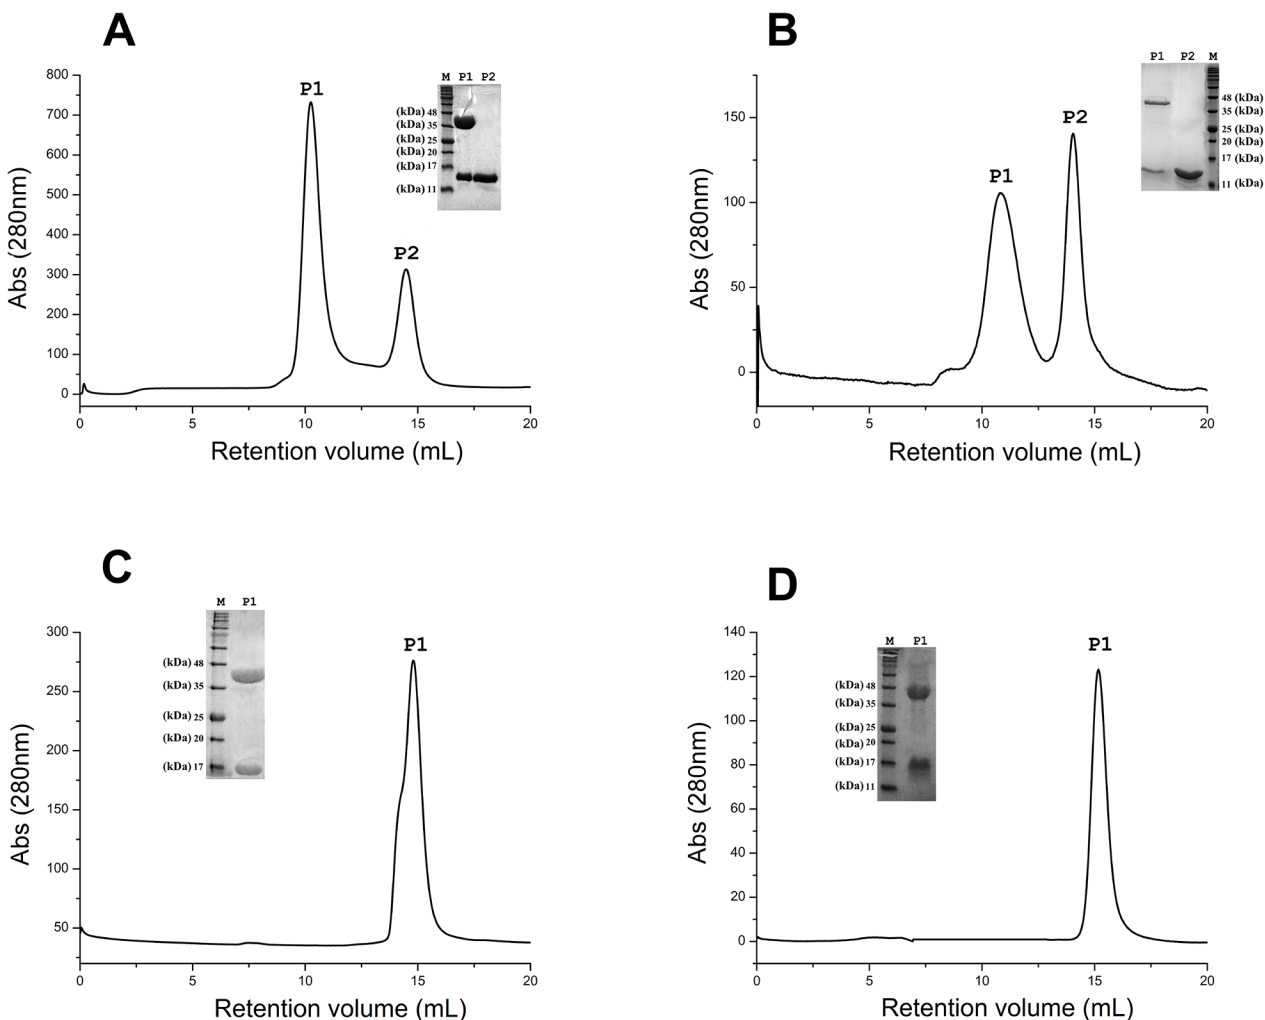 A
P1
P2
M P1 P2
(kDa) 48
(kDa) 35
(kDa) 25
(kDa) 20
(kDa) 17
(kDa) 11
800
700
600
500
400
300
200
100
0
Abs (280nm)
0 5 10 15 20
Retention volume (mL)
B
P1
P2
P1 P2 M
48 (kDa)
35 (kDa)
25 (kDa)
20 (kDa)
17 (kDa)
11 (kDa)
150
100
50
0
Abs (280nm)
0 5 10 15 20
Retention volume (mL)
C
P1
M P1
(kDa) 48
(kDa) 35
(kDa) 25
(kDa) 20
(kDa) 17
300
250
200
150
100
50
Abs (280nm)
0 5 10 15 20
Retention volume (mL)
D
P1
M P1
(kDa) 48
(kDa) 35
(kDa) 25
(kDa) 20
(kDa) 17
(kDa) 11
140
120
100
80
60
40
20
0
Abs (280nm)
0 5 10 15 20
Retention volume (mL)